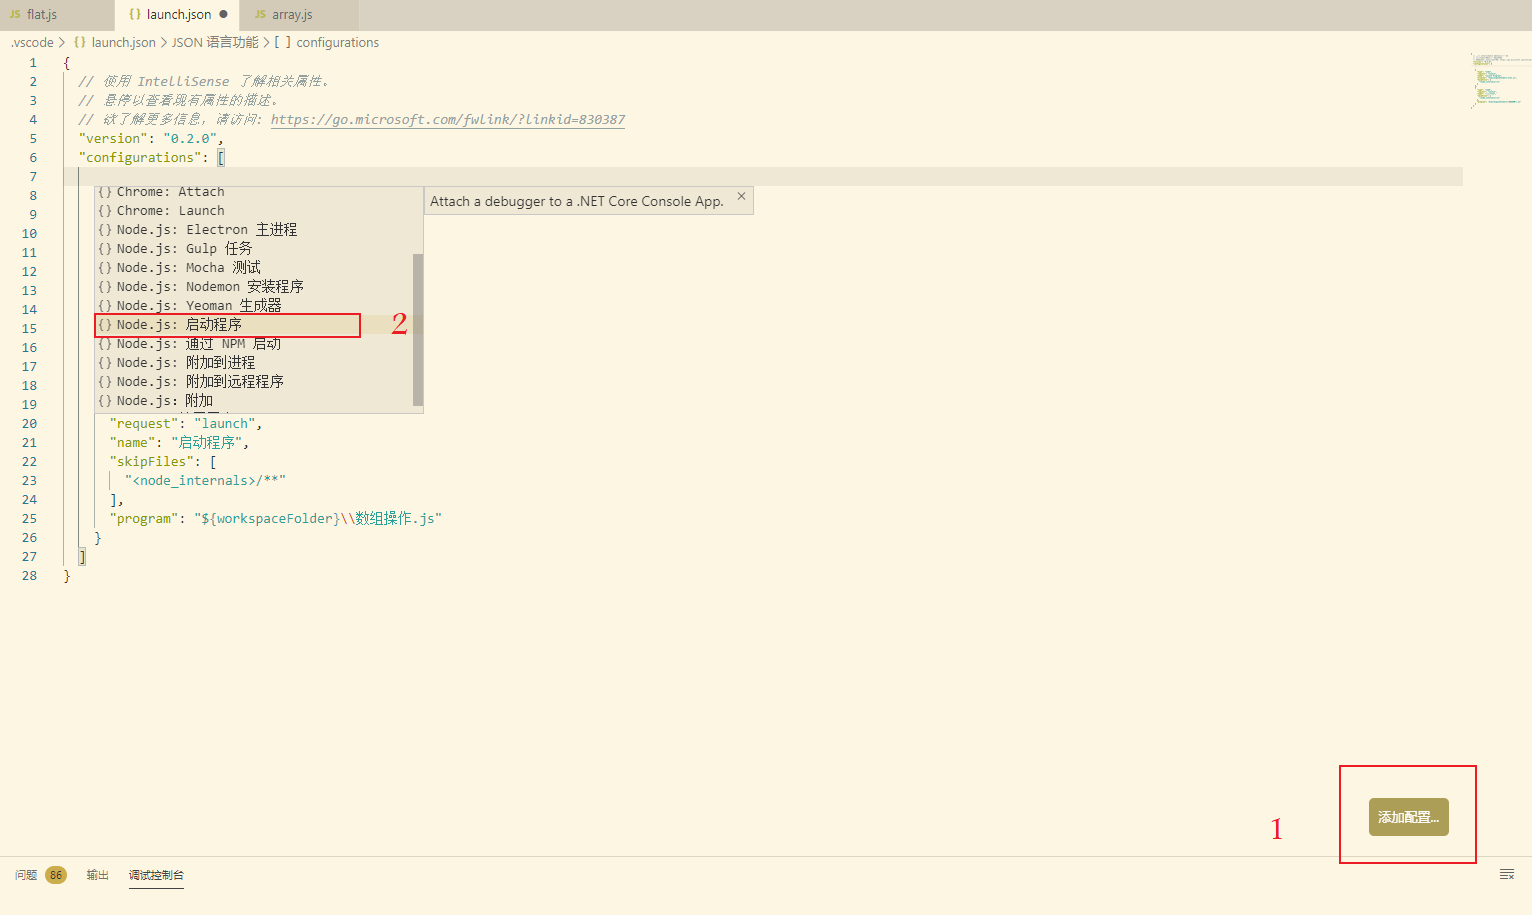 JS flat.js {} launch.json ● JS array.js
.vscode > {} launch.json > JSON 语言功能 > [ ] configurations
1 {
2 // 使用 IntelliSense 了解相关属性。
3 // 悬停以查看现有属性的描述。
4 // 欲了解更多信息，请访问: https://go.microsoft.com/fwlink/?linkid=830387
5 "version": "0.2.0",
6 "configurations": [
7
8 {} Chrome: Attach
Attach a debugger to a .NET Core Console App. ×
9 {} Chrome: Launch
10 {} Node.js: Electron 主进程
11 {} Node.js: Gulp 任务
12 {} Node.js: Mocha 测试
13 {} Node.js: Nodemon 安装程序
14 {} Node.js: Yeoman 生成器
15 {} Node.js: 启动程序 2
16 {} Node.js: 通过 NPM 启动
17 {} Node.js: 附加到进程
18 {} Node.js: 附加到远程程序
19 {} Node.js: 附加
20 "request": "launch",
21 "name": "启动程序",
22 "skipFiles": [
23 "<node_internals>/**"
24 ],
25 "program": "${workspaceFolder}\\数组操作.js"
26 }
27 ]
28 }
1 添加配置...
问题 86 输出 调试控制台